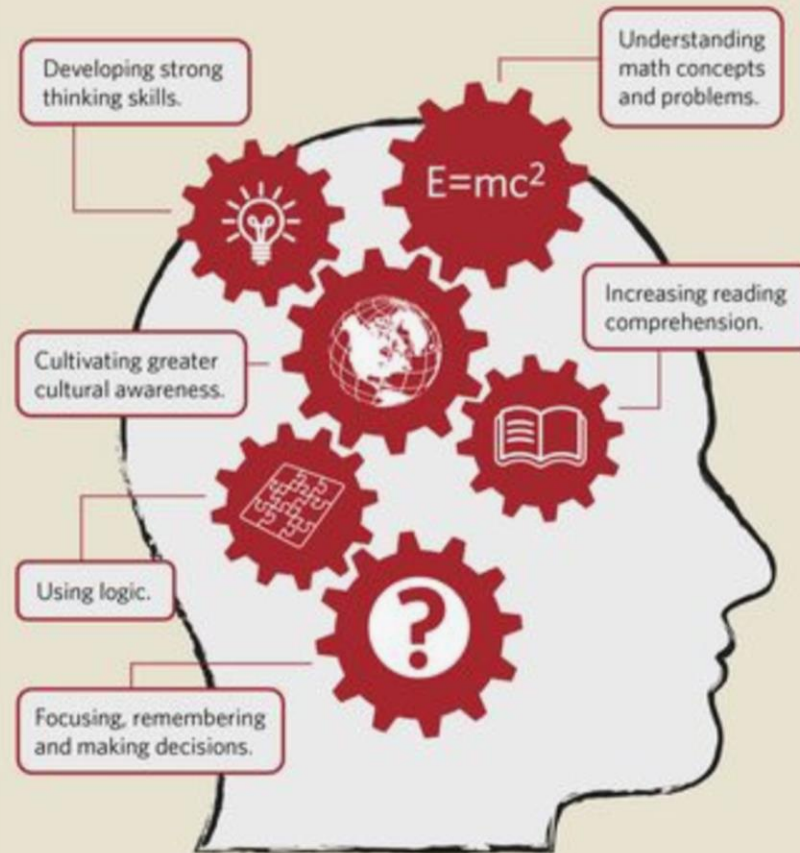 Understanding
math concepts
and problems.
Developing strong
thinking skills.
E=mc²
Increasing reading
comprehension.
Cultivating greater
cultural awareness.
Using logic.
?
Focusing, remembering
and making decisions.